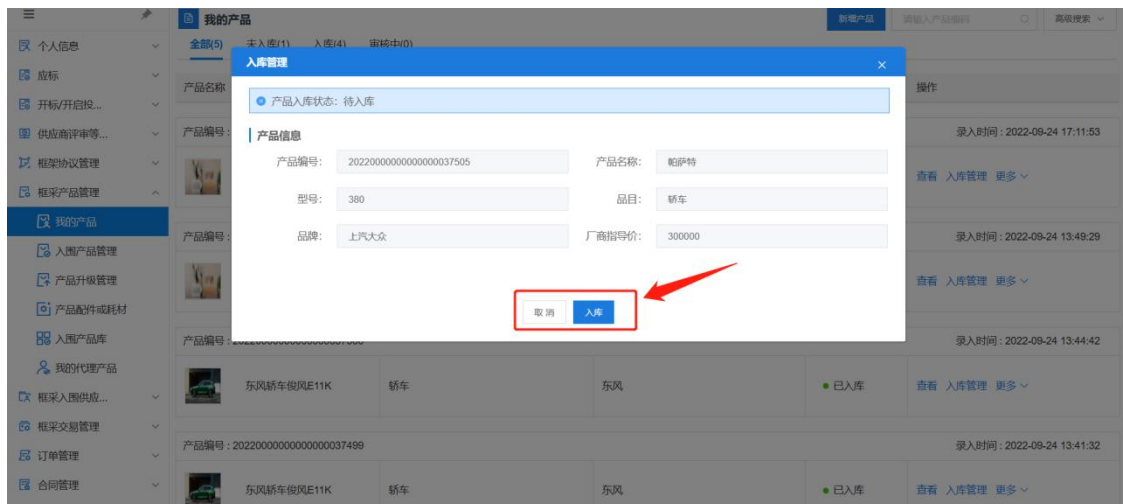 我的产品
新增产品
请输入产品编码
高级搜索
全部(5) 未入库(1) 入库(4) 审核中(0)
产品名称
操作
个人信息
应标
开标/开启投...
供应商评审等...
框架协议管理
框采产品管理
我的产品
入围产品管理
产品升级管理
产品配件或耗材
入围产品库
我的代理产品
框采入围供应...
框采交易管理
订单管理
合同管理
入库管理
产品入库状态: 待入库
产品信息
产品编号: 20220000000000000037505
产品名称: 帕萨特
型号: 380
品目: 轿车
品牌: 上汽大众
厂商指导价: 300000
取消 入库
产品编号:
录入时间 : 2022-09-24 17:11:53
查看 入库管理 更多
产品编号:
录入时间 : 2022-09-24 13:49:29
查看 入库管理 更多
产品编号 :
录入时间 : 2022-09-24 13:44:42
东风轿车俊风E11K 轿车 东风 已入库 查看 入库管理 更多
产品编号 : 20220000000000000037499
录入时间 : 2022-09-24 13:41:32
东风轿车俊风E11K 轿车 东风 已入库 查看 入库管理 更多